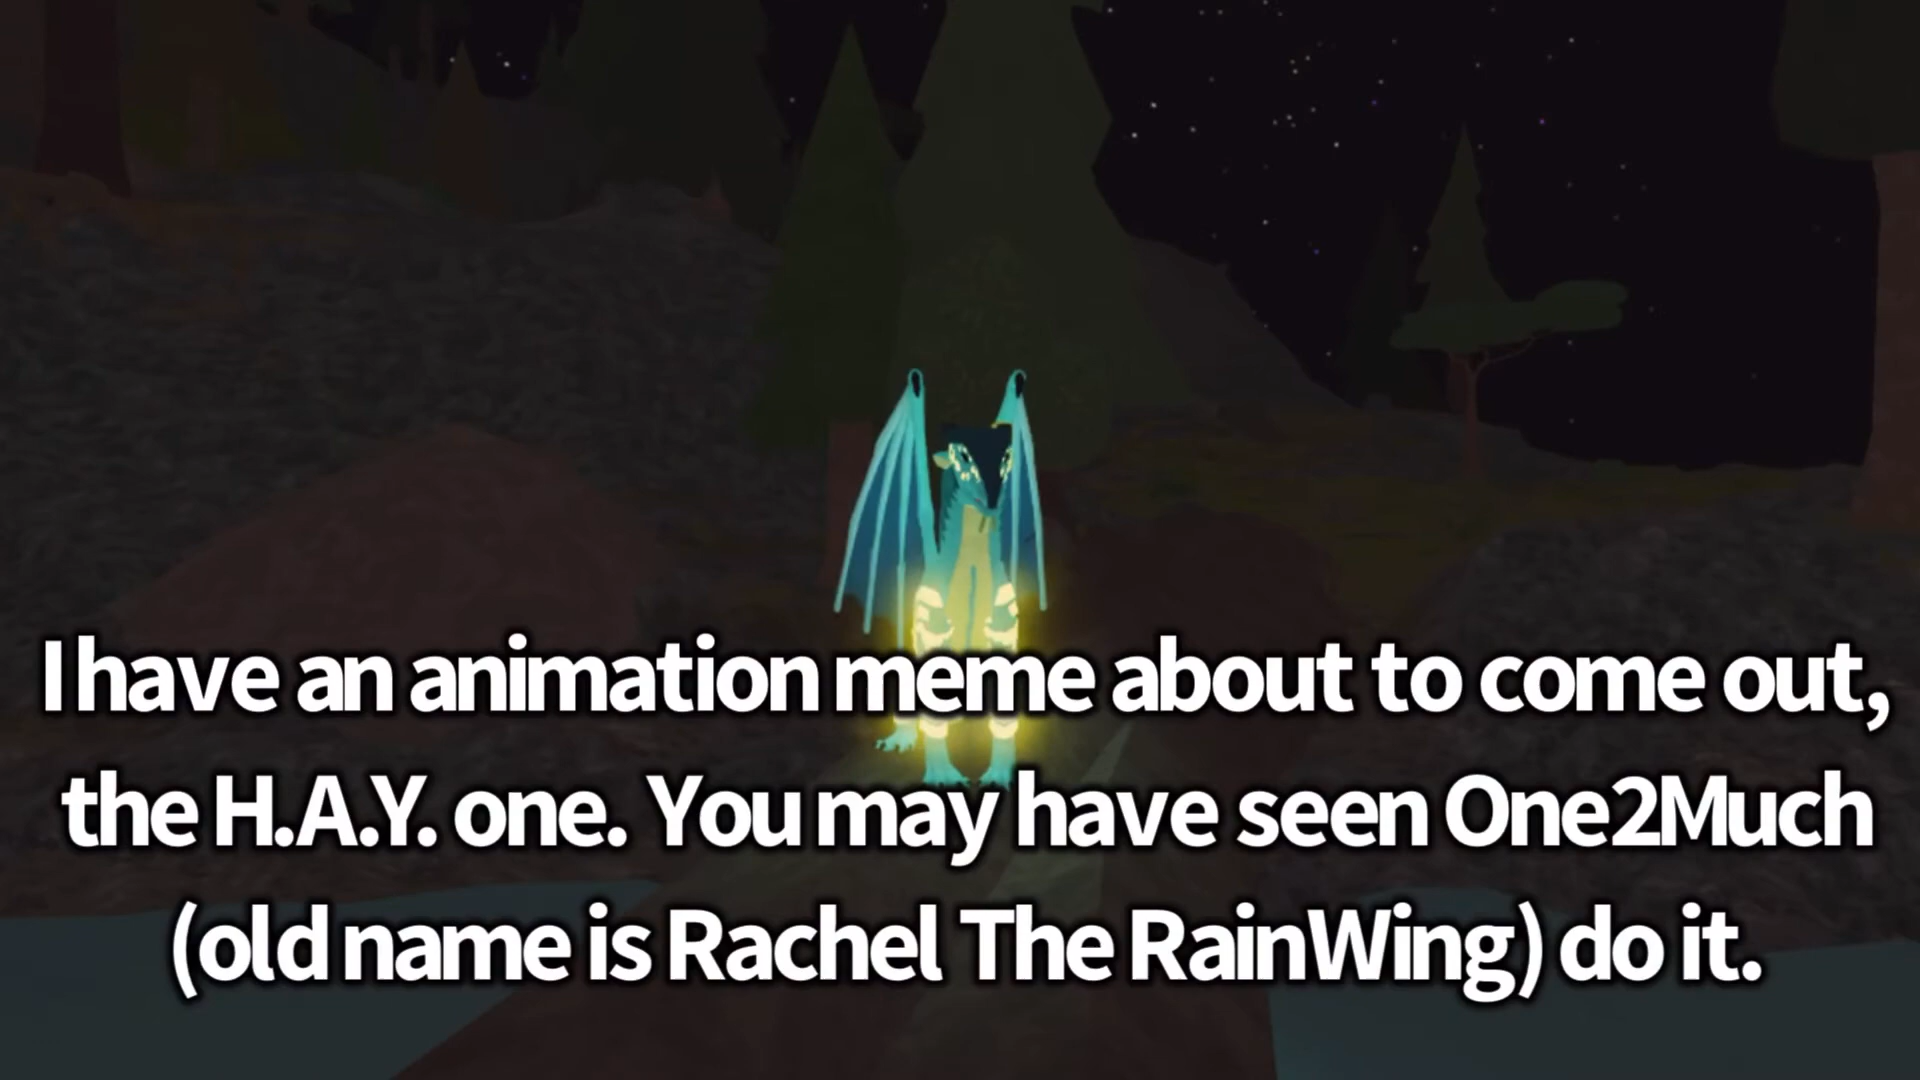 I have an animation meme about to come out,
the H.A.Y. one. You may have seen One2Much
(old name is Rachel The RainWing) do it.